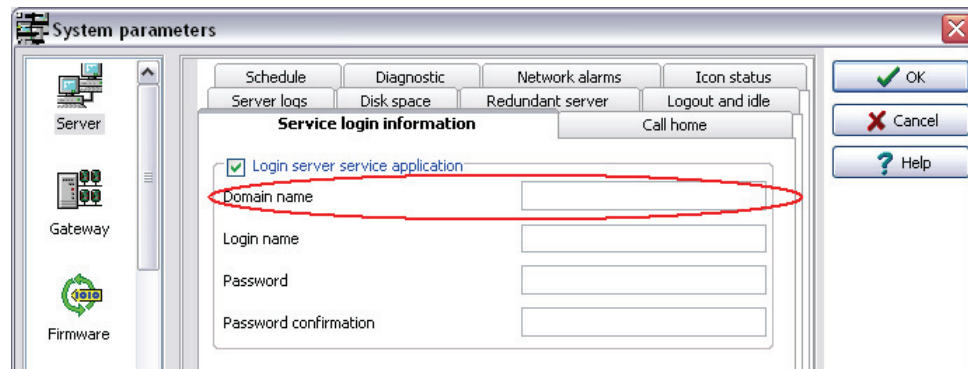 System parameters
Server
Gateway
Firmware
Schedule Diagnostic Network alarms Icon status
Server logs Disk space Redundant server Logout and idle
Service login information Call home
Login server service application
Domain name
Login name
Password
Password confirmation
OK
Cancel
? Help